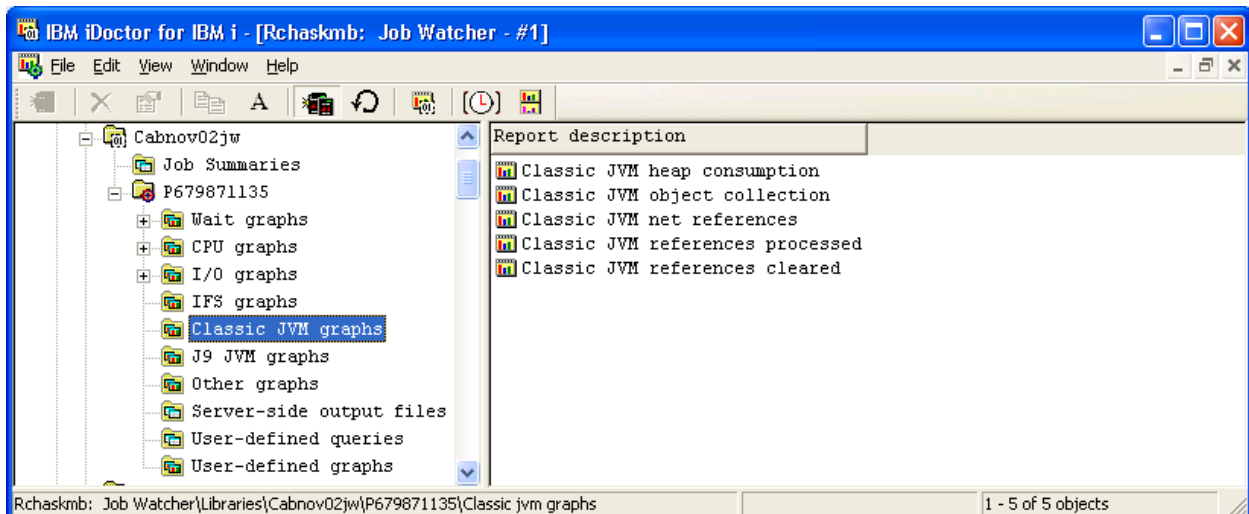 IBM iDoctor for IBM i - [Rchaskmb: Job Watcher - #1]
File Edit View Window Help
A
Cabnov02jw
Job Summaries
P679871135
Wait graphs
CPU graphs
I/O graphs
IFS graphs
Classic JVM graphs
J9 JVM graphs
Other graphs
Server-side output files
User-defined queries
User-defined graphs
Report description
Classic JVM heap consumption
Classic JVM object collection
Classic JVM net references
Classic JVM references processed
Classic JVM references cleared
Rchaskmb: Job Watcher\Libraries\Cabnov02jw\P679871135\Classic jvm graphs
1 - 5 of 5 objects